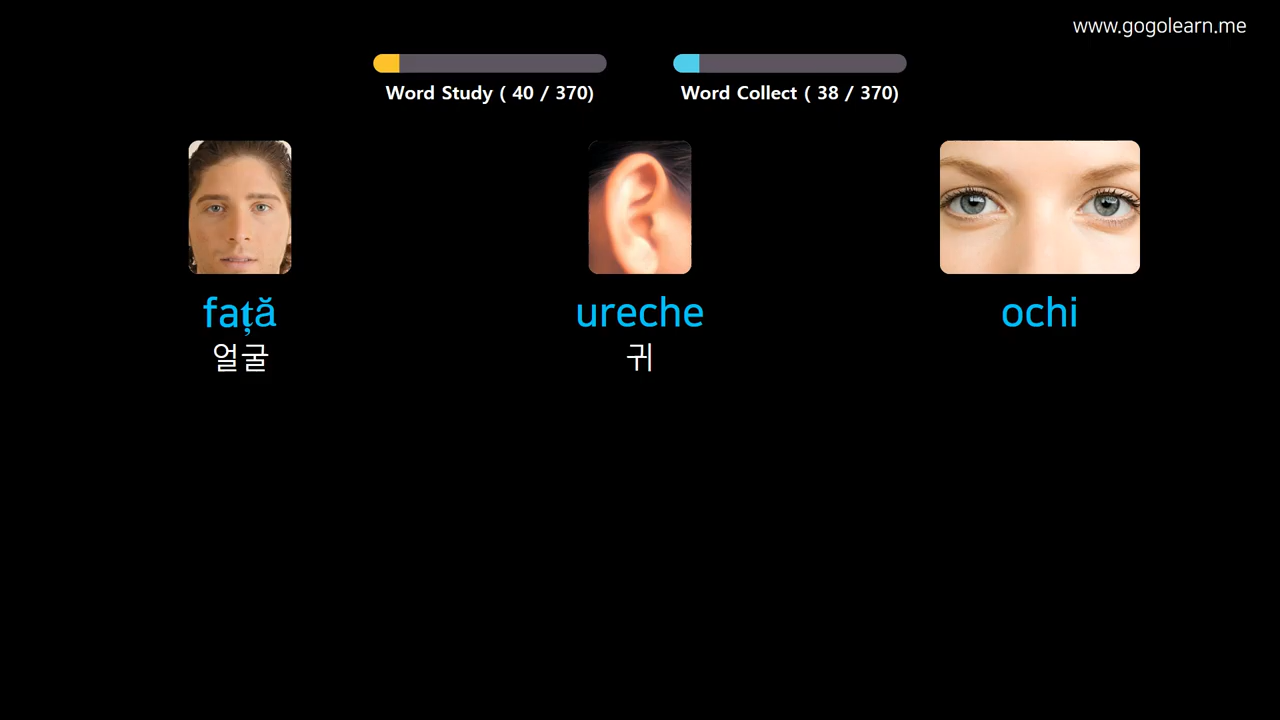 www.gogolearn.me
Word Study ( 40 / 370)
Word Collect ( 38 / 370)
față
얼굴
ureche
귀
ochi